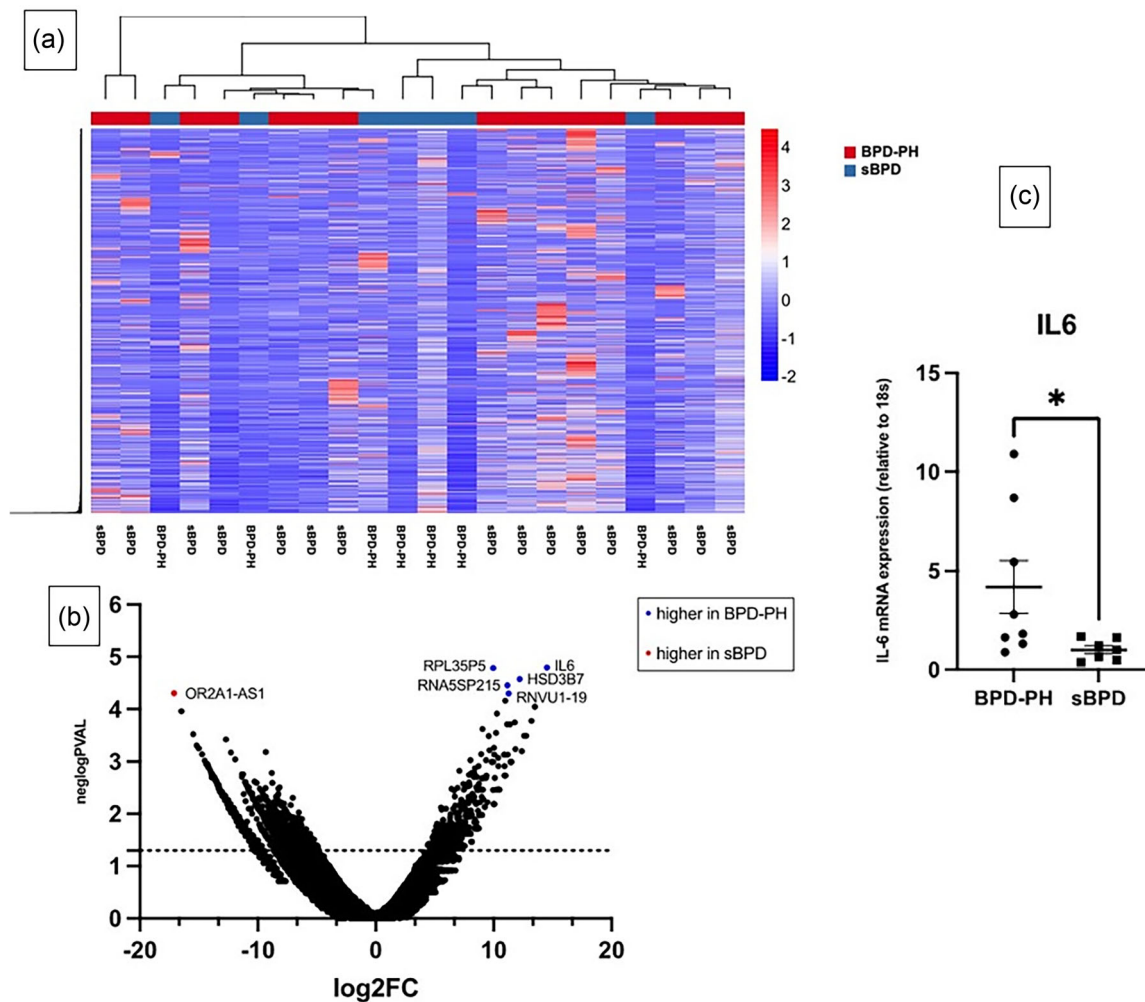 (a)
4
3
2
1
0
-1
-2
BPD-PH
sBPD
sBPD
sBPD
BPD-PH
sBPD
sBPD
BPD-PH
sBPD
sBPD
sBPD
BPD-PH
BPD-PH
BPD-PH
BPD-PH
sBPD
sBPD
sBPD
sBPD
sBPD
BPD-PH
sBPD
sBPD
sBPD
(c)
IL6
IL-6 mRNA expression (relative to 18s)
15
10
5
0
*
BPD-PH sBPD
(b)
neglogPVAL
6
5
4
3
2
1
0
-20 -10 0 10 20
log2FC
OR2A1-AS1
RPL35P5
IL6
HSD3B7
RNA5SP215
RNVU1-19
higher in BPD-PH
higher in sBPD